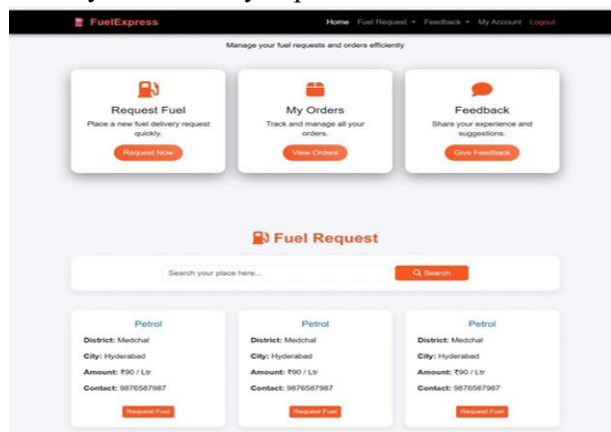 FuelExpress
Home Fuel Request Feedback My Account Logout
Manage your fuel requests and orders efficiently
Request Fuel
Place a new fuel delivery request
quickly.
Request Now
My Orders
Track and manage all your
orders.
View Orders
Feedback
Share your experience and
suggestions.
Give Feedback
Fuel Request
Search your place here...
Search
Petrol
District: Medchal
City: Hyderabad
Amount: ₹90 / Ltr
Contact: 9876587987
Request Fuel
Petrol
District: Medchal
City: Hyderabad
Amount: ₹90 / Ltr
Contact: 9876587987
Request Fuel
Petrol
District: Medchal
City: Hyderabad
Amount: ₹90 / Ltr
Contact: 9876587987
Request Fuel